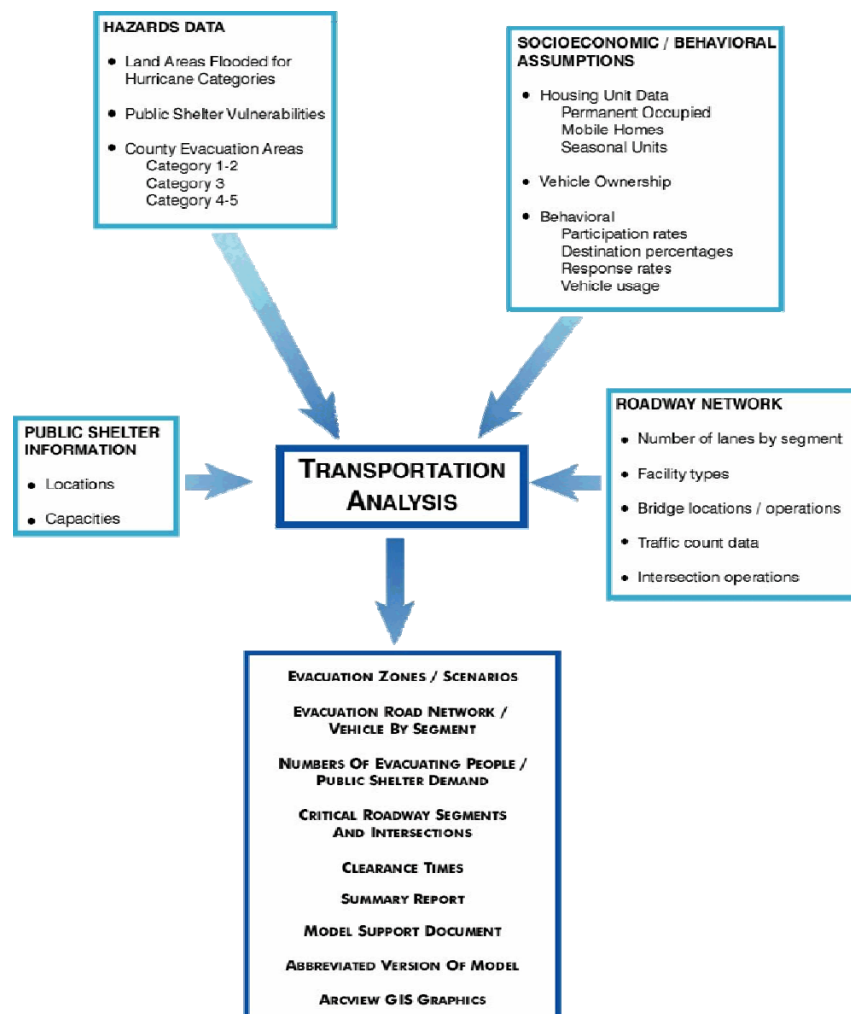 HAZARDS DATA
• Land Areas Flooded for
Hurricane Categories
• Public Shelter Vulnerabilities
• County Evacuation Areas
Category 1-2
Category 3
Category 4-5
SOCIOECONOMIC / BEHAVIORAL
ASSUMPTIONS
• Housing Unit Data
Permanent Occupied
Mobile Homes
Seasonal Units
• Vehicle Ownership
• Behavioral
Participation rates
Destination percentages
Response rates
Vehicle usage
PUBLIC SHELTER
INFORMATION
• Locations
• Capacities
TRANSPORTATION
ANALYSIS
ROADWAY NETWORK
• Number of lanes by segment
• Facility types
• Bridge locations / operations
• Traffic count data
• Intersection operations
EVACUATION ZONES / SCENARIOS
EVACUATION ROAD NETWORK /
VEHICLE BY SEGMENT
NUMBERS OF EVACUATING PEOPLE /
PUBLIC SHELTER DEMAND
CRITICAL ROADWAY SEGMENTS
AND INTERSECTIONS
CLEARANCE TIMES
SUMMARY REPORT
MODEL SUPPORT DOCUMENT
ABBREVIATED VERSION OF MODEL
ARCVIEW GIS GRAPHICS